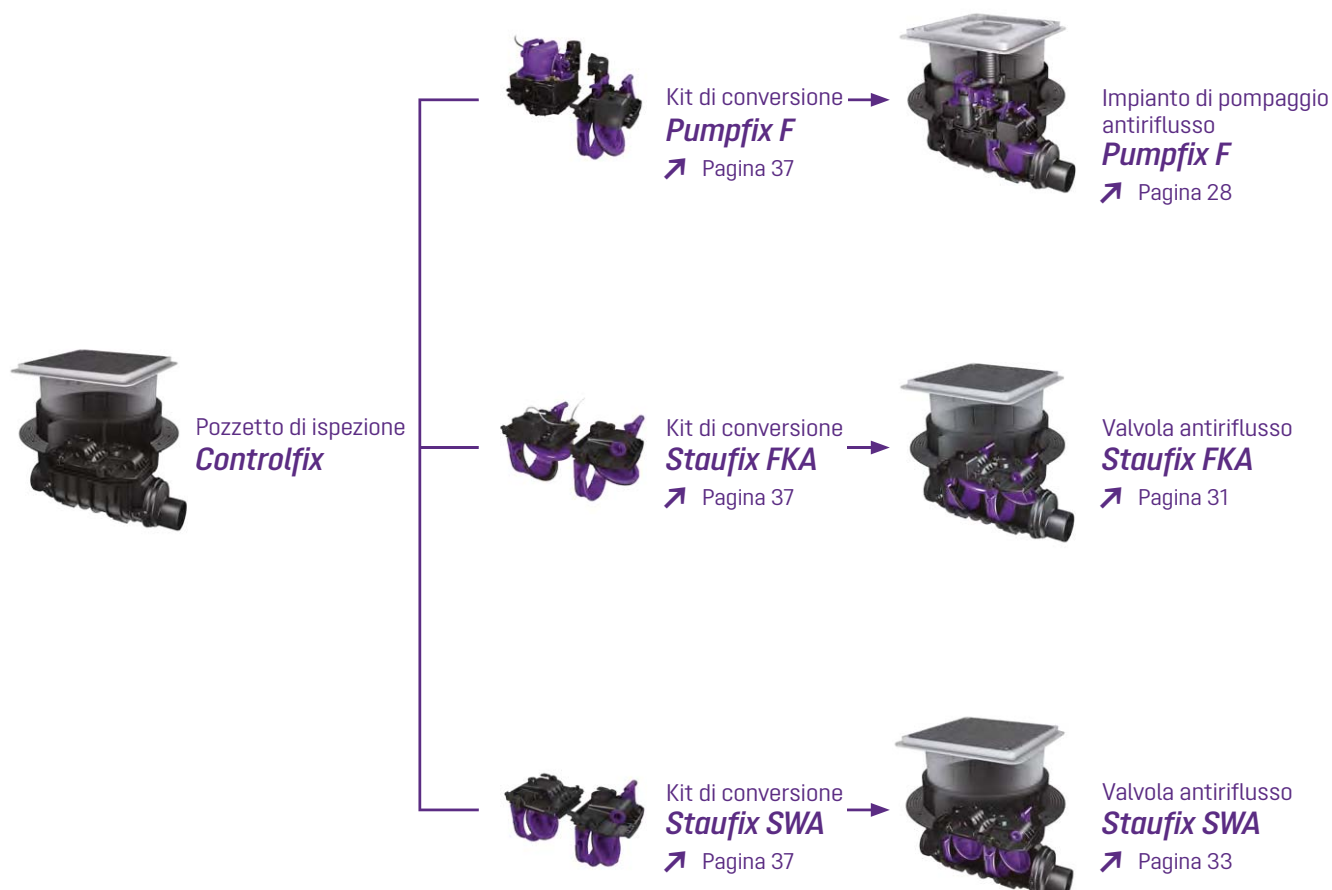 Kit di conversione
Pumpfix F
Pagina 37
Impianto di pompaggio
antiriflusso
Pumpfix F
Pagina 28
Pozzetto di ispezione
Controlfix
Kit di conversione
Staufix FKA
Pagina 37
Valvola antiriflusso
Staufix FKA
Pagina 31
Kit di conversione
Staufix SWA
Pagina 37
Valvola antiriflusso
Staufix SWA
Pagina 33